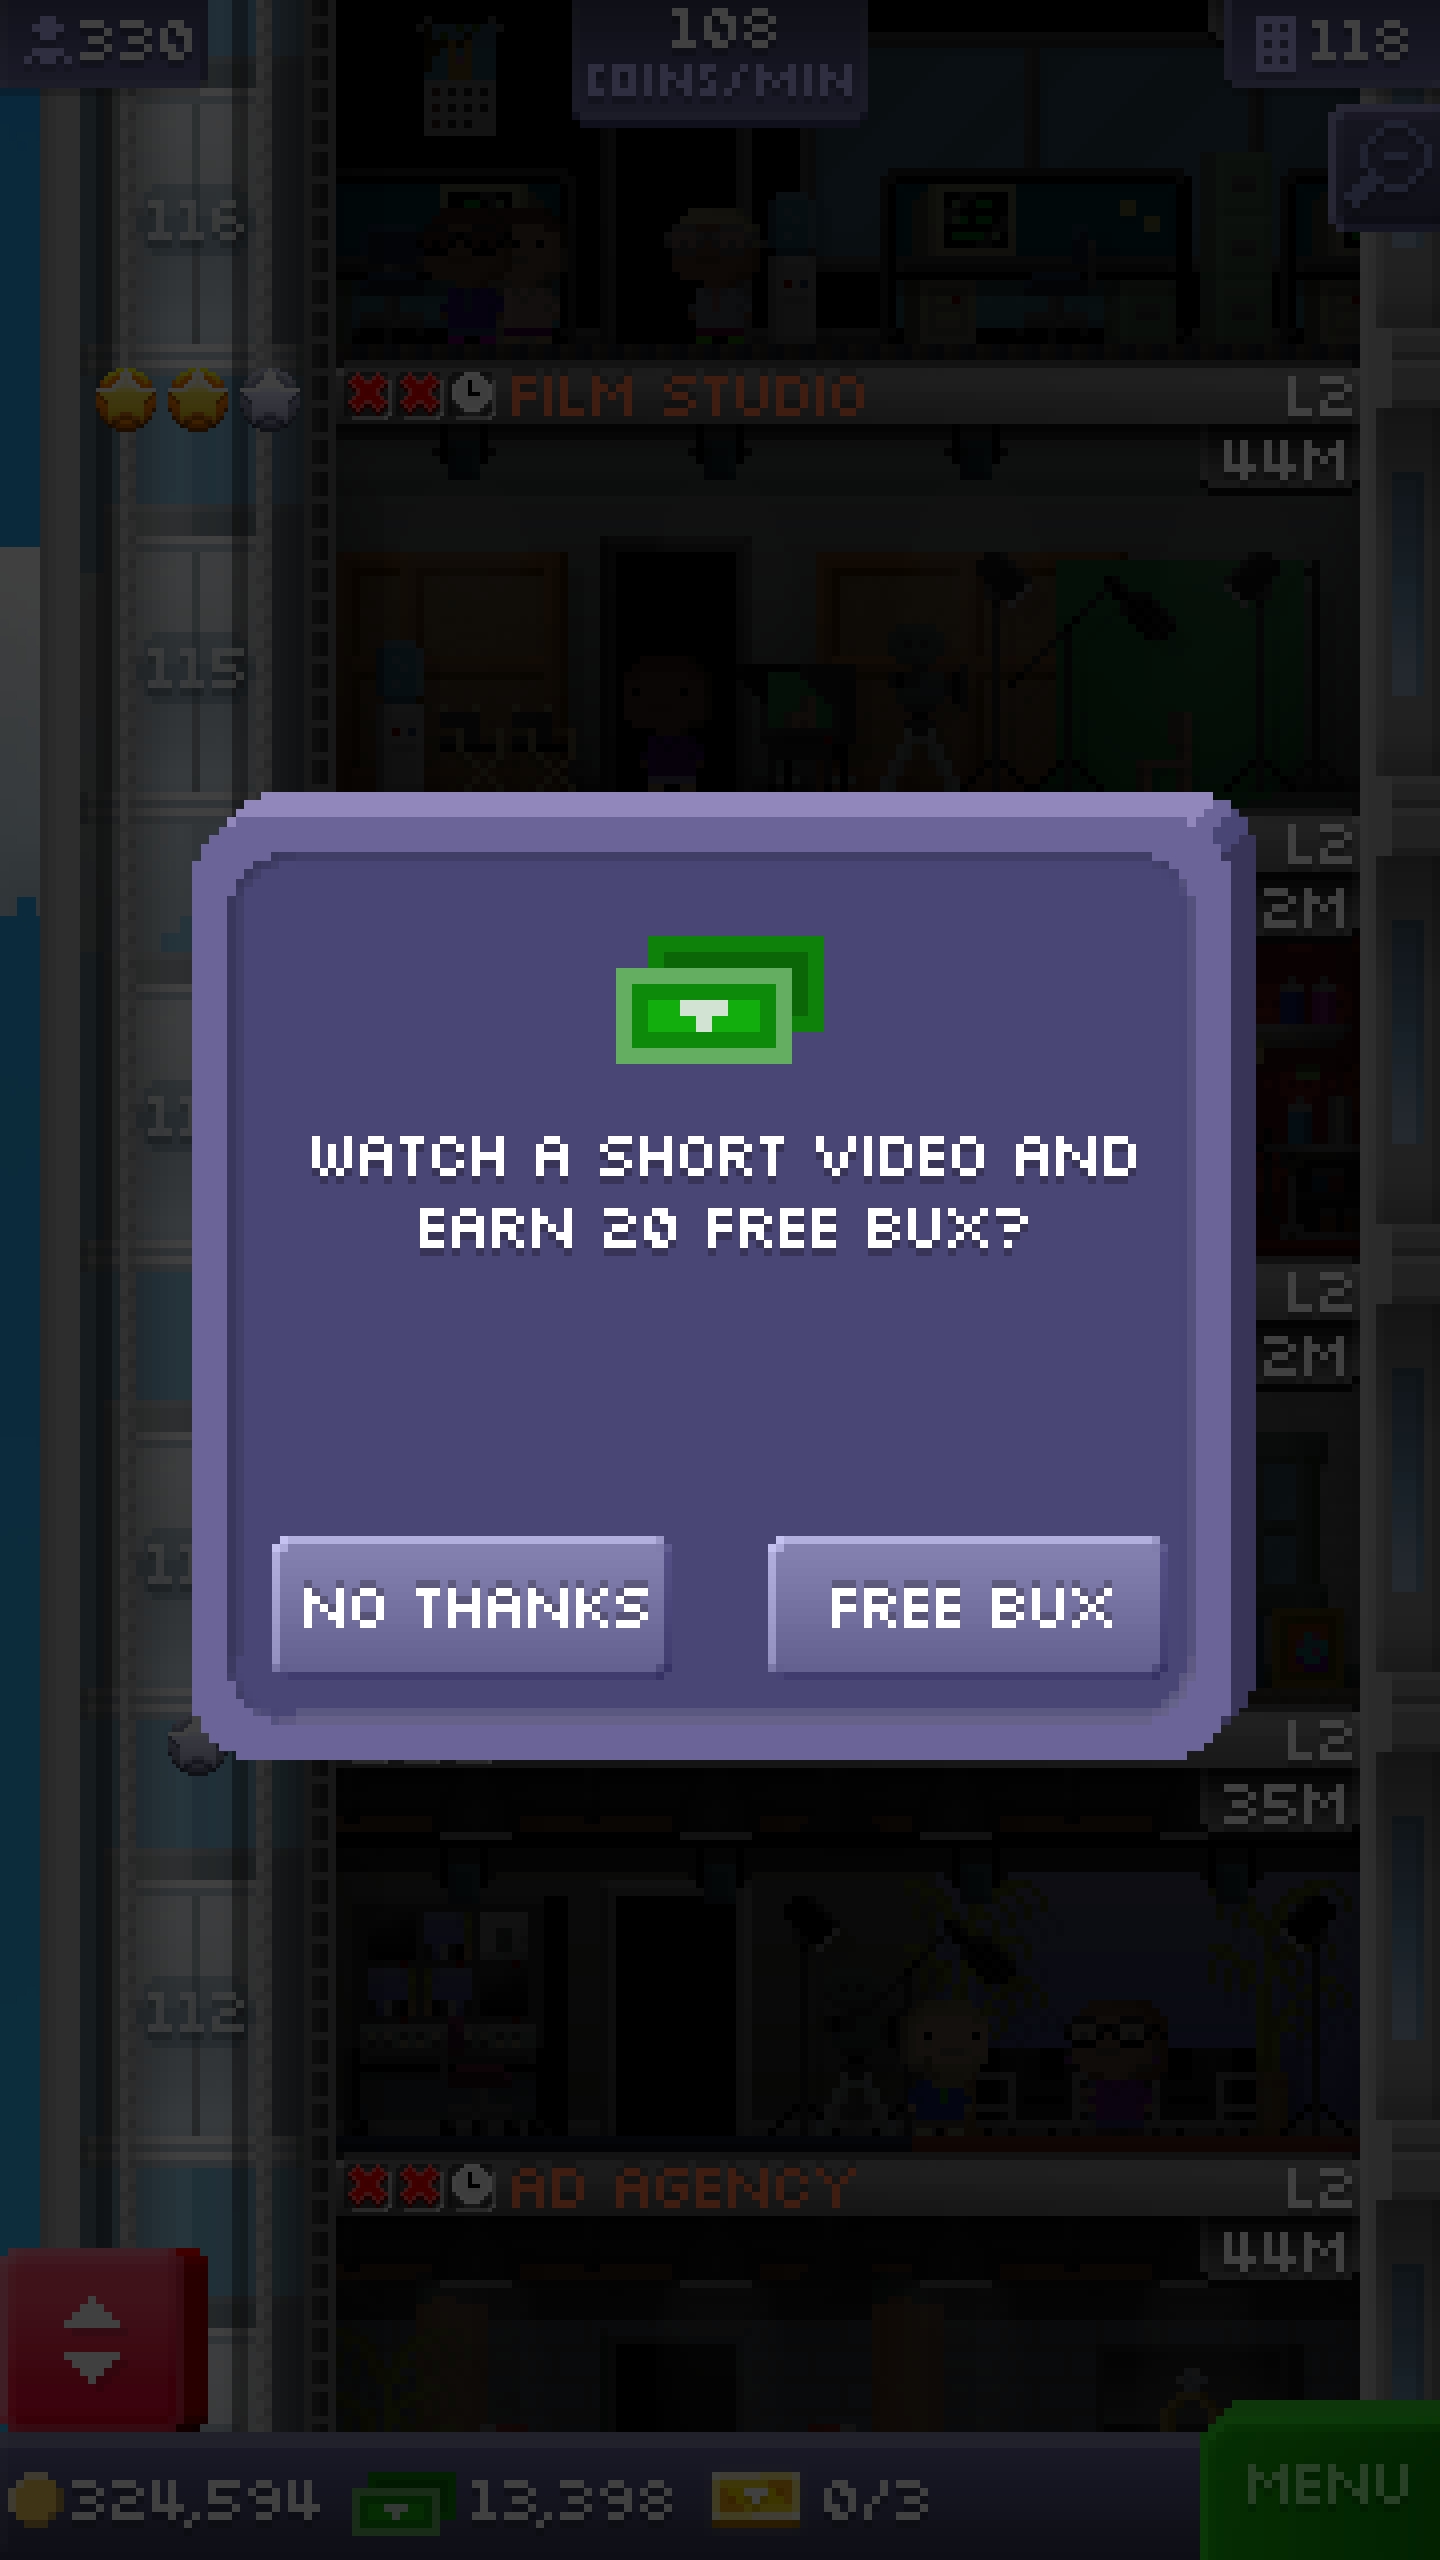 330
108
COINS/MIN
118
116
FILM STUDIO
L2
44M
115
L2
2M
L2
2M
WATCH A SHORT VIDEO AND
EARN 20 FREE BUX?
NO THANKS
FREE BUX
L2
35M
112
AD AGENCY
L2
44M
324,594
13,398
0/3
MENU